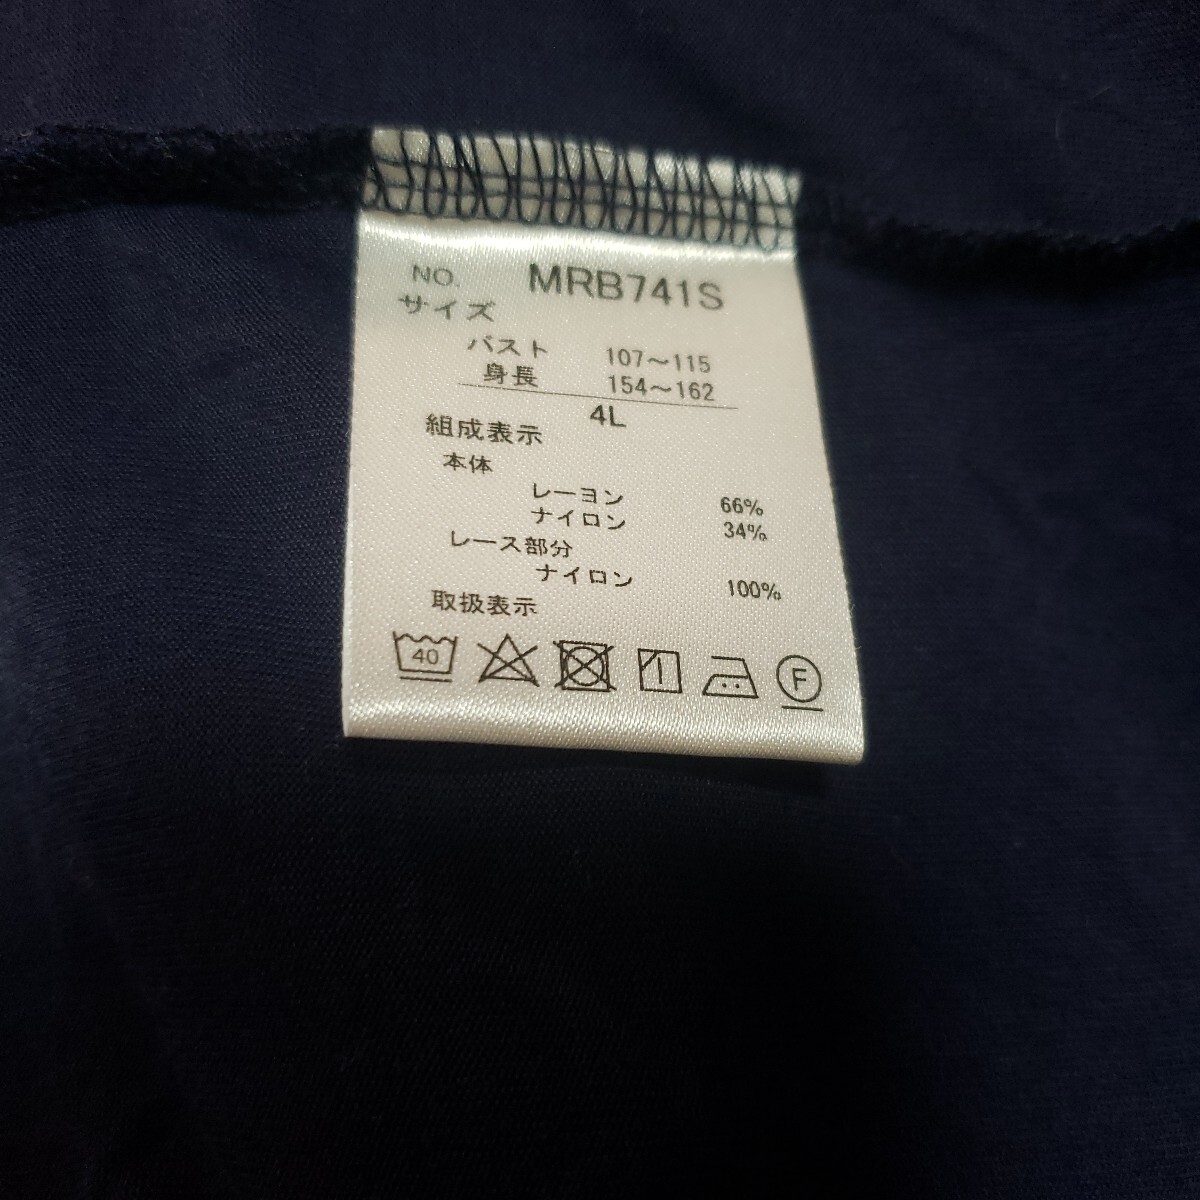 NO. MRB741S
サイズ
バスト 107～115
身長 154～162
4L
組成表示
本体
レーヨン 66%
ナイロン 34%
レース部分
ナイロン 100%
取扱表示
40 F